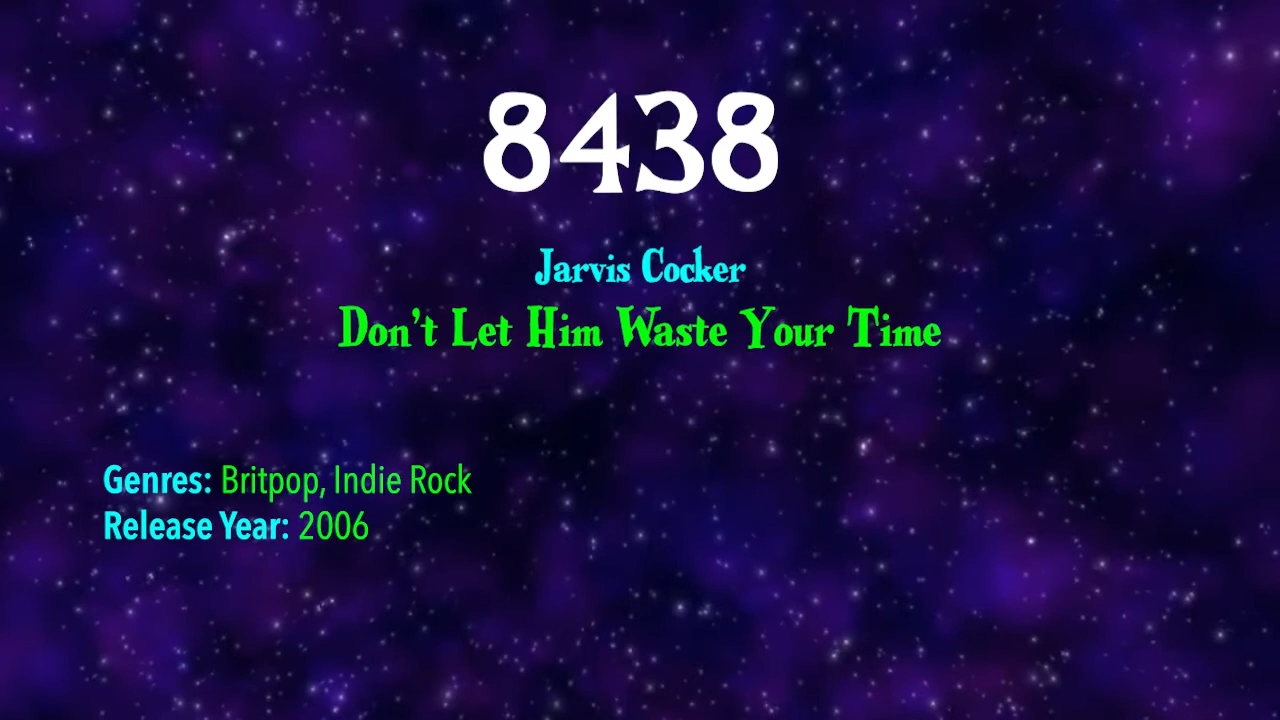 8438
Jarvis Cocker
Don't Let Him Waste Your Time
Genres: Britpop, Indie Rock
Release Year: 2006